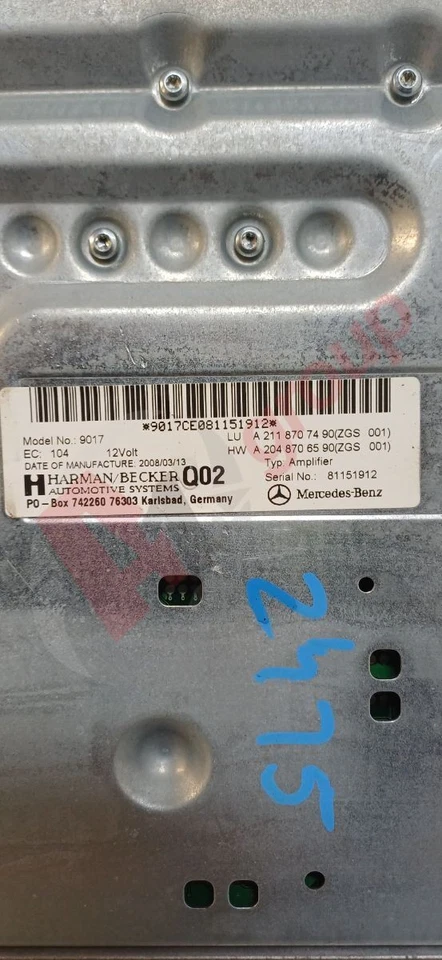 *9017CE081151912*
Model No.: 9017 LU A 211 870 74 90(ZGS 001)
EC: 104 12Volt HW A 204 870 65 90(ZGS 001)
DATE OF MANUFACTURE: 2008/03/13 Typ: Amplifier
HARMAN/BECKER Q02 Serial No.: 81151912
AUTOMOTIVE SYSTEMS Mercedes-Benz
PO-Box 742260 76303 Karlsbad, Germany
group
2475